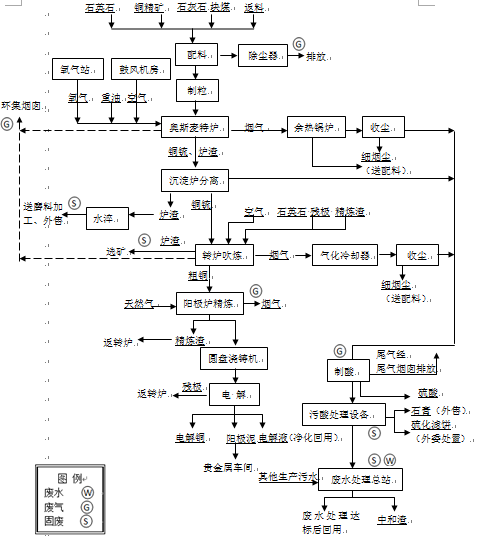 石英石 铜精矿 石灰石 块煤 返料
配料 除尘器 G 排放
氧气站 鼓风机房
制粒
氧气 重油 空气
环集烟囱
G
奥斯麦特炉 烟气 余热锅炉 收尘
铜锍、炉渣
细烟尘
(送配料)
沉淀炉分离
铜锍
送磨料加 S 水淬 炉渣
工、外售
空气 石英石 残极 精炼渣
S 炉渣
选矿
转炉吹炼 烟气 气化冷却器 收尘
粗铜
细烟尘
(送配料)
天然气 阳极炉精炼 G 烟气
返转炉 精炼渣
圆盘浇铸机
G 尾气经
尾气烟囱排放
制酸
返转炉 残极 电解
硫酸
污酸处理设备 石膏(外售)
硫化滤饼
(外委处置)
S
电解铜 阳极泥 电解液(净化回用)
贵金属车间
S W
其他生产污水 废水处理总站
图 例
废水 W
废气 G
固废 S
废水处理达
标后回用
中和渣